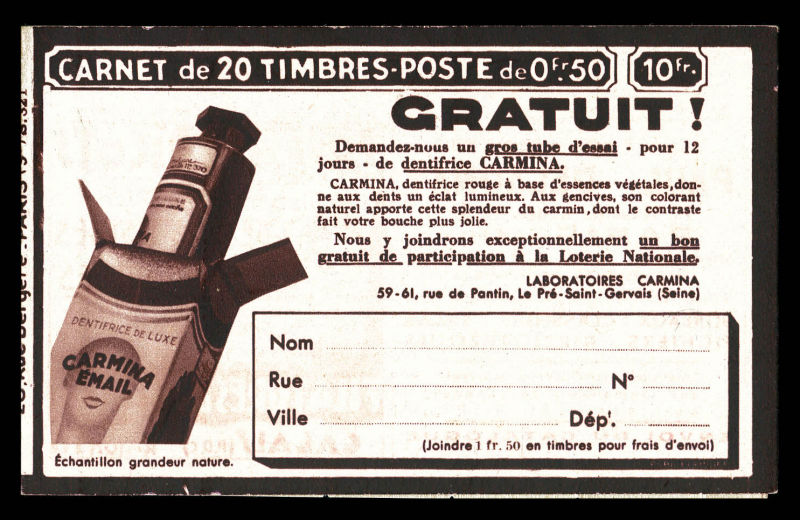 CARNET de 20 TIMBRES-POSTE de 0Fr50 10Fr.
GRATUIT !
Demandez-nous un gros tube d'essai - pour 12
jours - de dentifrice CARMINA.
CARMINA, dentifrice rouge à base d'essences végétales, don-
ne aux dents un éclat lumineux. Aux gencives, son colorant
naturel apporte cette splendeur du carmin, dont le contraste
fait votre bouche plus jolie.
Nous y joindrons exceptionnellement un bon
gratuit de participation à la Loterie Nationale.
LABORATOIRES CARMINA
59-61, rue de Pantin, Le Pré-Saint-Gervais (Seine)
DENTIFRICE DE LUXE
CARMINA
ÉMAIL
Échantillon grandeur nature.
Nom
Rue N°
Ville Dépt.
(Joindre 1 fr. 50 en timbres pour frais d'envoi)